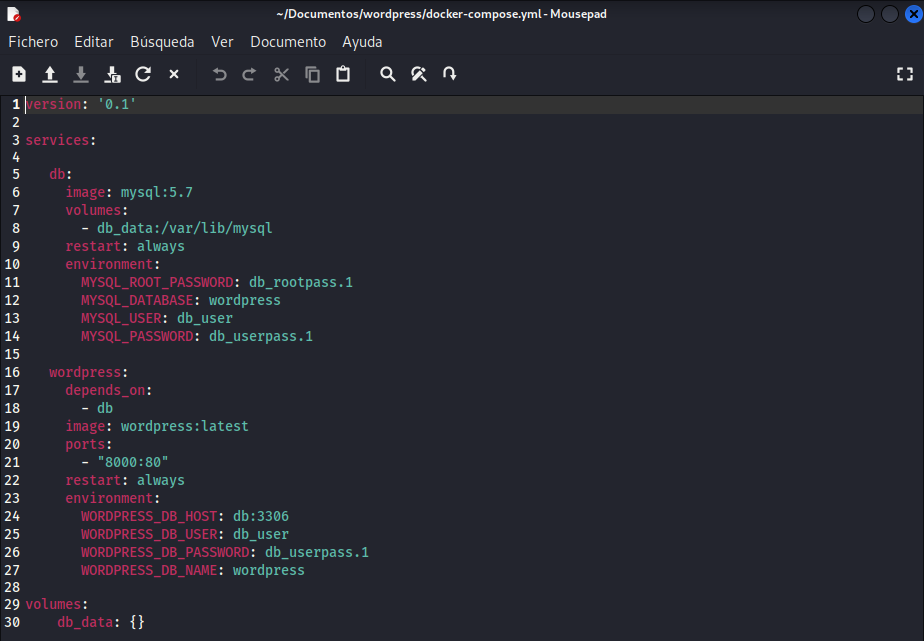 ~/Documentos/wordpress/docker-compose.yml - Mousepad
Fichero Editar Búsqueda Ver Documento Ayuda
1 version: '0.1'
2
3 services:
4
5    db:
6      image: mysql:5.7
7      volumes:
8        - db_data:/var/lib/mysql
9      restart: always
10      environment:
11        MYSQL_ROOT_PASSWORD: db_rootpass.1
12        MYSQL_DATABASE: wordpress
13        MYSQL_USER: db_user
14        MYSQL_PASSWORD: db_userpass.1
15
16    wordpress:
17      depends_on:
18        - db
19      image: wordpress:latest
20      ports:
21        - "8000:80"
22      restart: always
23      environment:
24        WORDPRESS_DB_HOST: db:3306
25        WORDPRESS_DB_USER: db_user
26        WORDPRESS_DB_PASSWORD: db_userpass.1
27        WORDPRESS_DB_NAME: wordpress
28
29 volumes:
30     db_data: {}